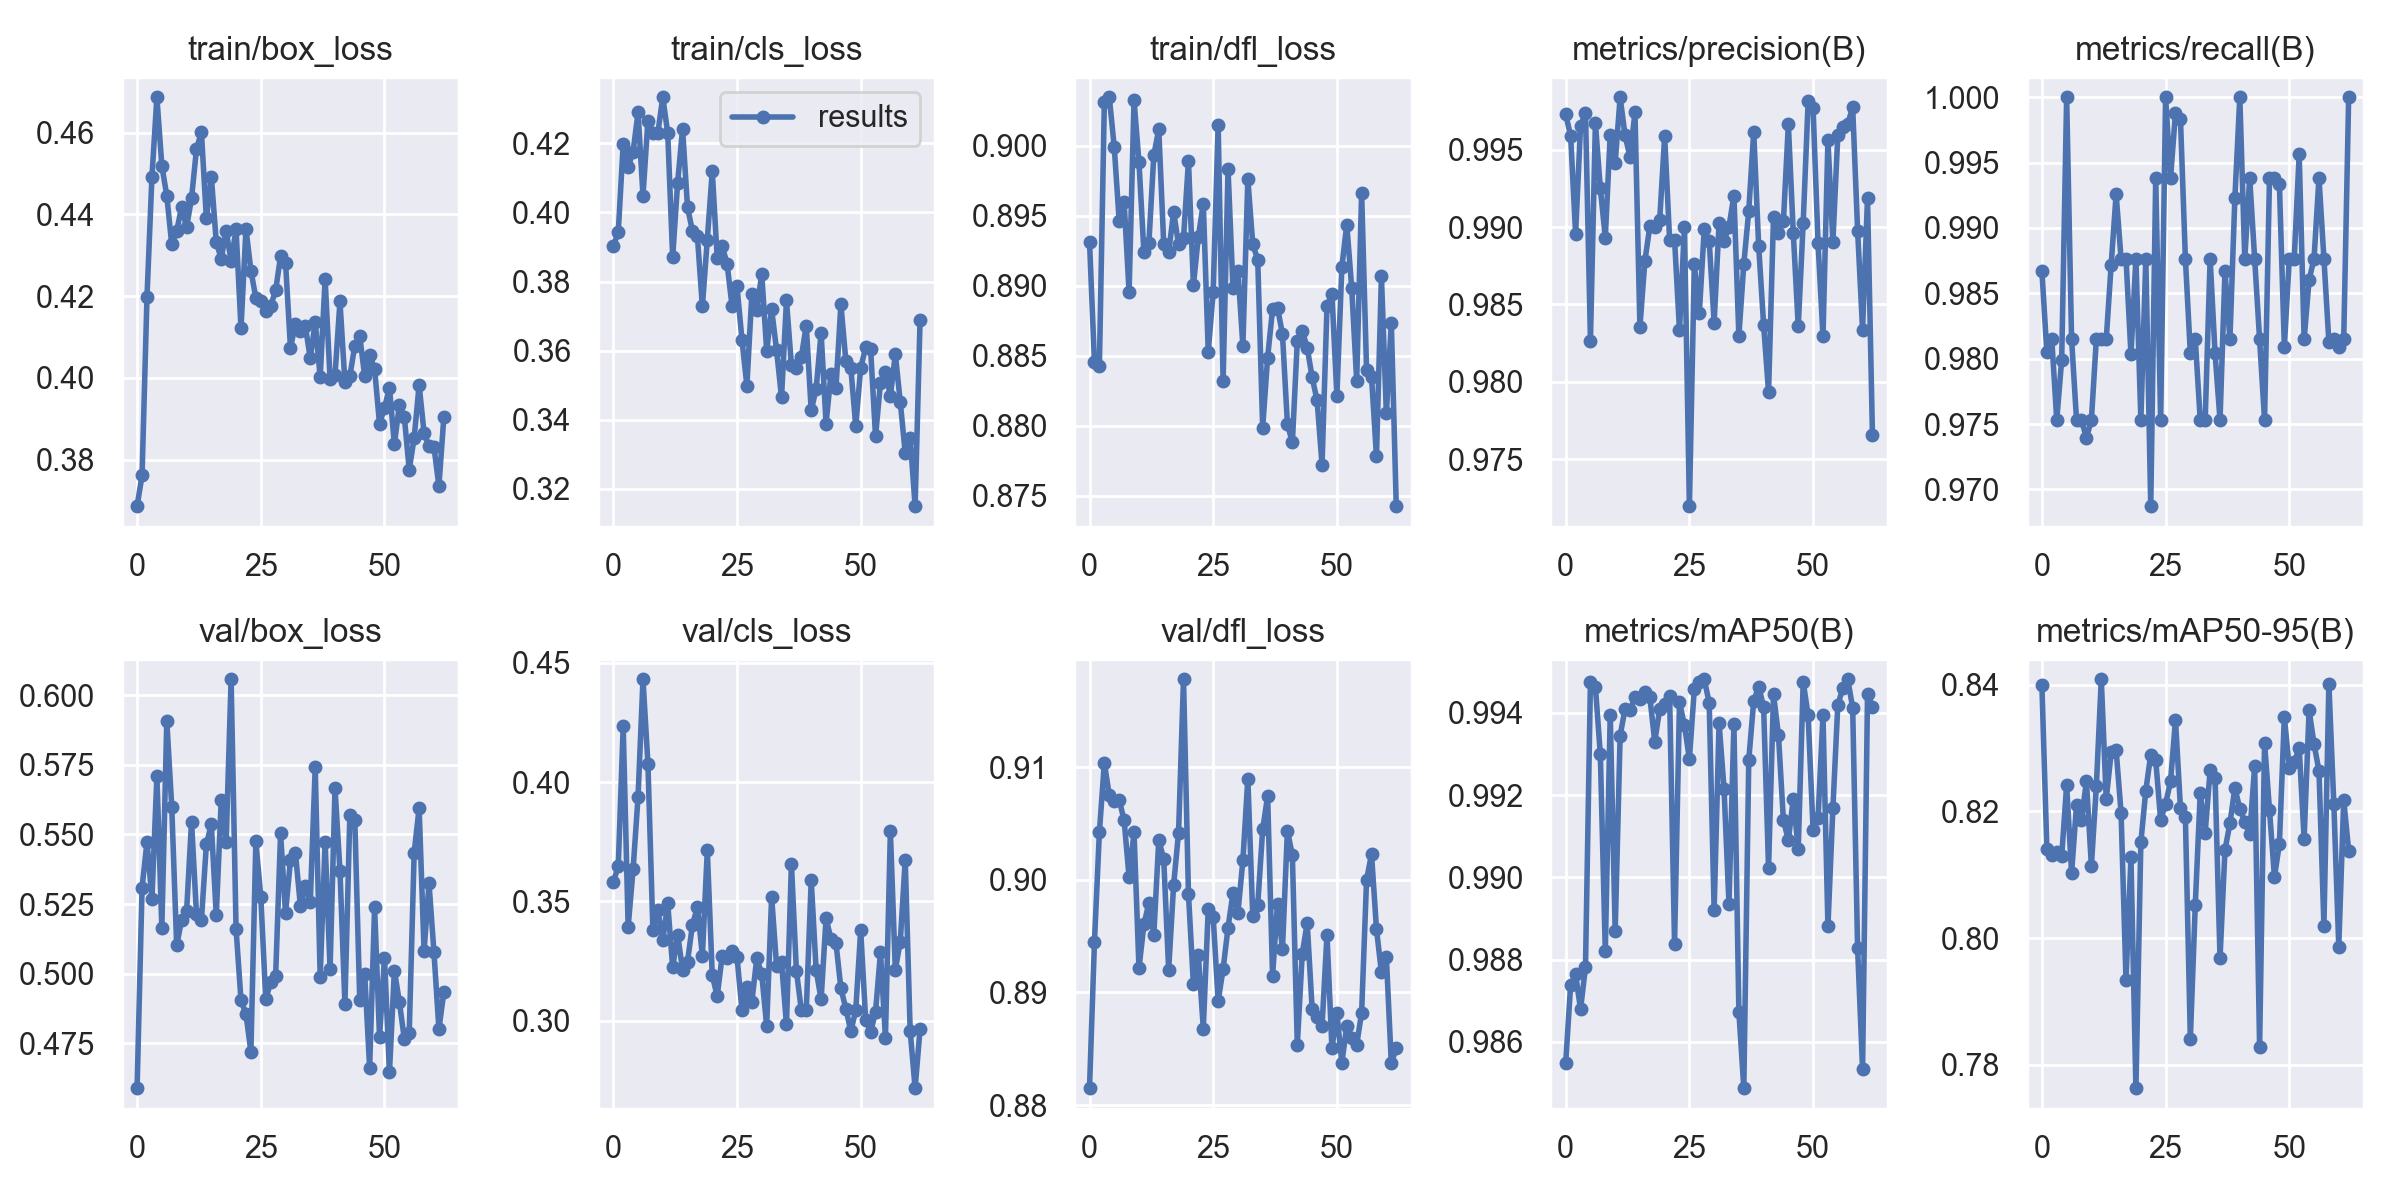 train/box_loss
0.46
0.44
0.42
0.40
0.38
0 25 50
train/cls_loss
results
0.42
0.40
0.38
0.36
0.34
0.32
0 25 50
train/dfl_loss
0.900
0.895
0.890
0.885
0.880
0.875
0 25 50
metrics/precision(B)
0.995
0.990
0.985
0.980
0.975
0 25 50
metrics/recall(B)
1.000
0.995
0.990
0.985
0.980
0.975
0.970
0 25 50
val/box_loss
0.600
0.575
0.550
0.525
0.500
0.475
0 25 50
val/cls_loss
0.45
0.40
0.35
0.30
0 25 50
val/dfl_loss
0.91
0.90
0.89
0.88
0 25 50
metrics/mAP50(B)
0.994
0.992
0.990
0.988
0.986
0 25 50
metrics/mAP50-95(B)
0.84
0.82
0.80
0.78
0 25 50